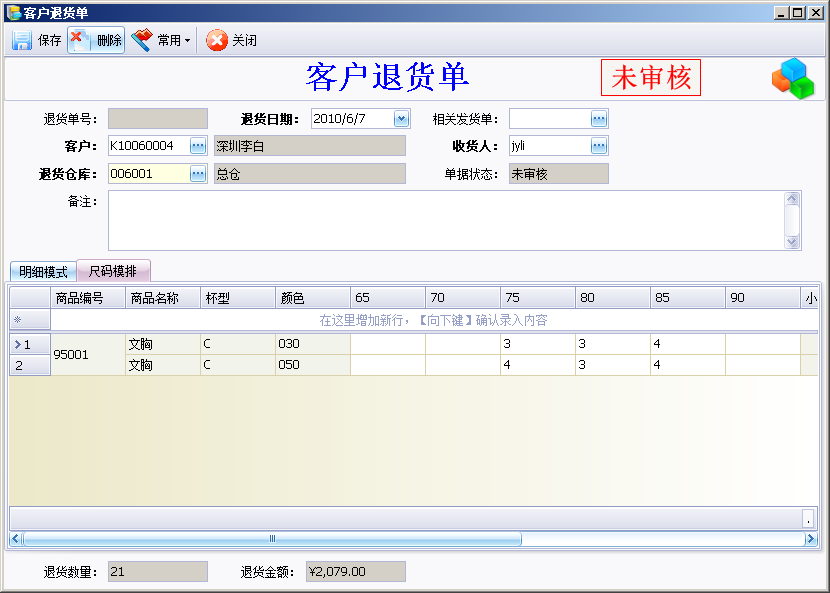 客户退货单
保存 删除 常用 关闭
客户退货单 未审核
退货单号： 退货日期： 2010/6/7 相关发货单：
客户： K10060004 深圳李白 收货人： jyli
退货仓库： 006001 总仓 单据状态： 未审核
备注：
明细模式 尺码横排
商品编号 商品名称 杯型 颜色 65 70 75 80 85 90 小
在这里增加新行，【向下键】确认录入内容
1 95001 文胸 C 030 3 3 4
2 文胸 C 050 4 3 4
退货数量： 21 退货金额： ¥2,079.00